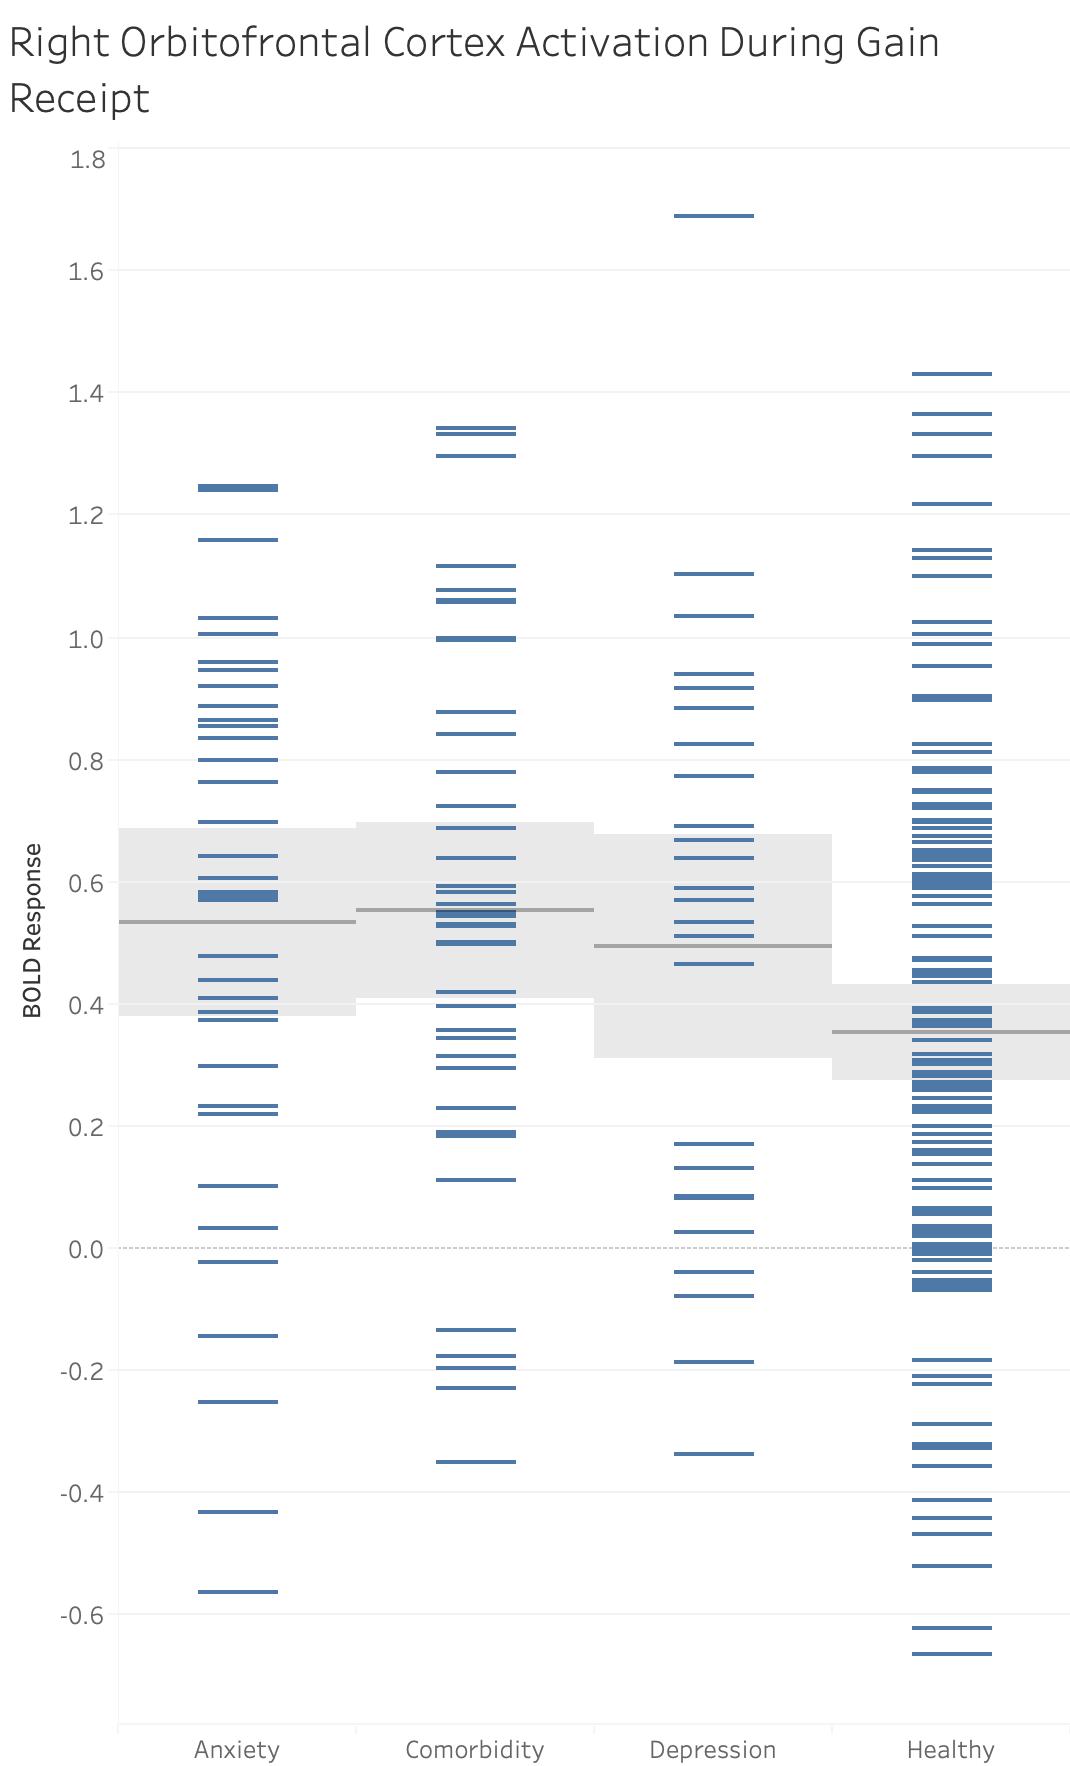 Right Orbitofrontal Cortex Activation During Gain
Receipt
1.8
1.6
1.4
1.2
1.0
0.8
0.6
0.4
0.2
0.0
-0.2
-0.4
-0.6
BOLD Response
Anxiety
Comorbidity
Depression
Healthy